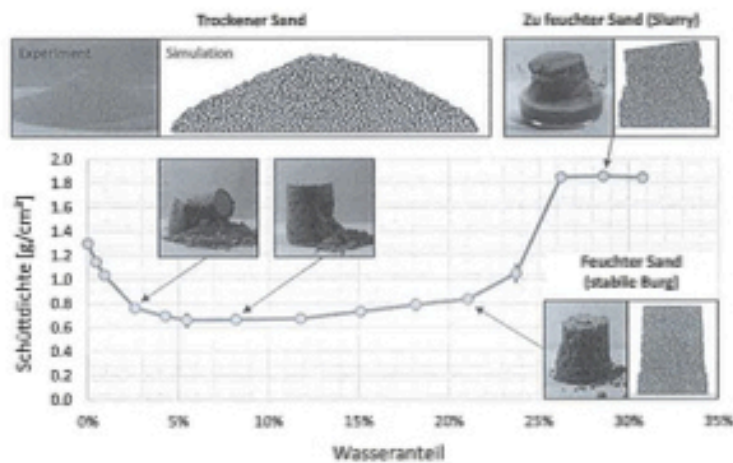 Trockener Sand
Zu feuchter Sand (Slurry)
Experiment
Simulation
Schüttdichte [g/cm³]
2.0
1.8
1.6
1.4
1.2
1.0
0.8
0.6
0.4
0.2
0.0
Feuchter Sand
(stabile Burg)
0%
5%
10%
15%
20%
25%
30%
35%
Wasseranteil